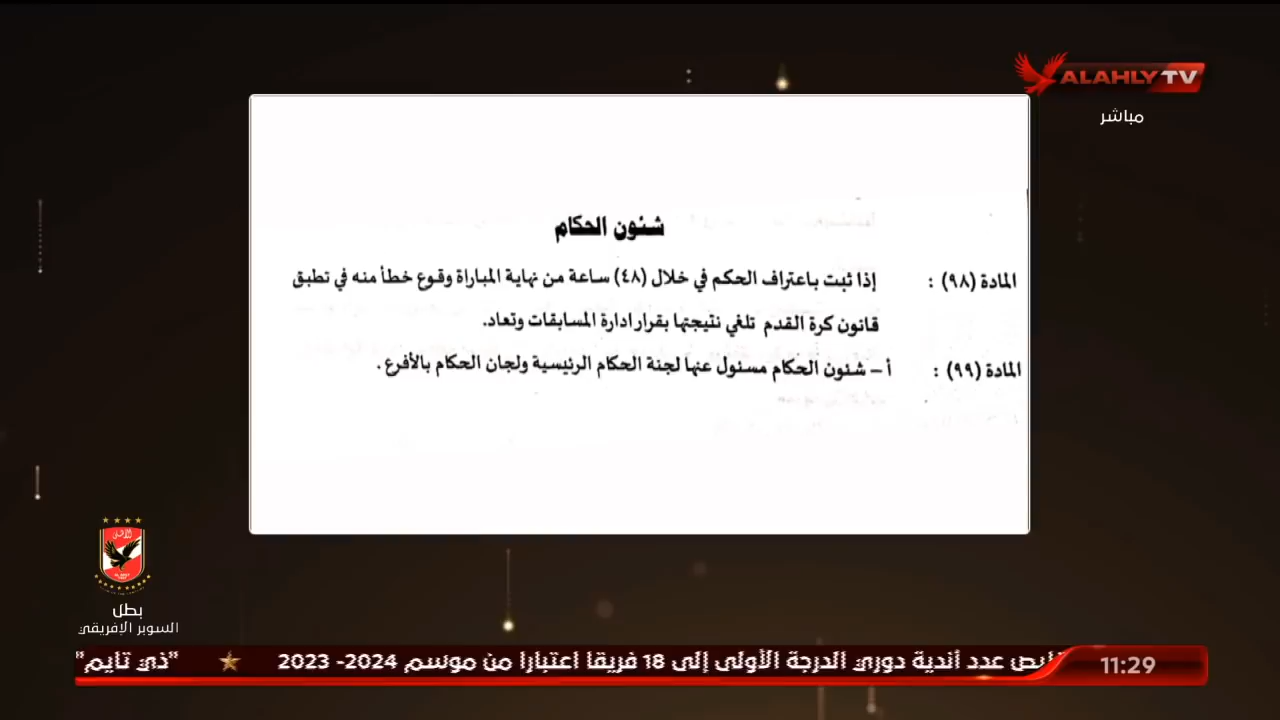 ALAHLY TV
مباشر
شئون الحكام
المادة (٩٨) : إذا ثبت باعتراف الحكم في خلال (٤٨) ساعة من نهاية المباراة وقوع خطأ منه في تطبق
قانون كرة القدم تلغي نتيجتها بقرار ادارة المسابقات وتعاد.
المادة (٩٩) : أ – شئون الحكام مسئول عنها لجنة الحكام الرئيسية ولجان الحكام بالأفرع .
بطل
السوبر الإفريقي
11:29
عدد أندية دوري الدرجة الأولى إلى 18 فريقا اعتبارا من موسم 2024- 2023 ★ "ذي تايم"